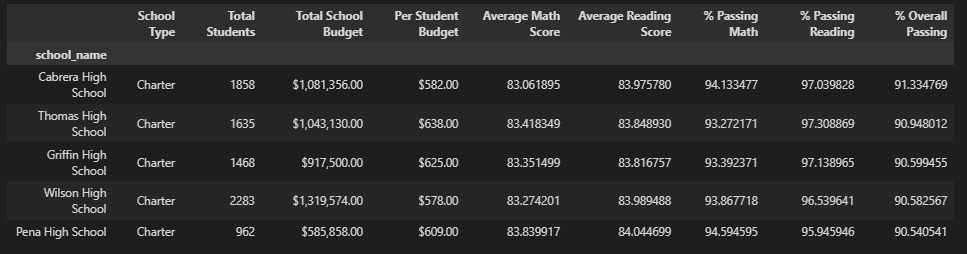 School Type Total Students Total School Budget Per Student Budget Average Math Score Average Reading Score % Passing Math % Passing Reading % Overall Passing
school_name
Cabrera High School Charter 1858 $1,081,356.00 $582.00 83.061895 83.975780 94.133477 97.039828 91.334769
Thomas High School Charter 1635 $1,043,130.00 $638.00 83.418349 83.848930 93.272171 97.308869 90.948012
Griffin High School Charter 1468 $917,500.00 $625.00 83.351499 83.816757 93.392371 97.138965 90.599455
Wilson High School Charter 2283 $1,319,574.00 $578.00 83.274201 83.989488 93.867718 96.539641 90.582567
Pena High School Charter 962 $585,858.00 $609.00 83.839917 84.044699 94.594595 95.945946 90.540541